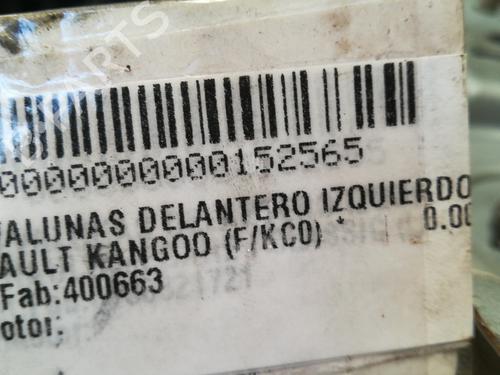 0000000000152565
VALUNAS DELANTERO IZQUIERDO
AULT KANGOO (F/KC0) * 0.00
Fab:400663
otor: